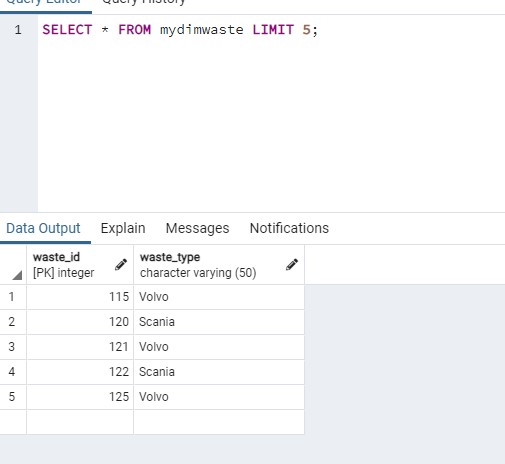 Query Editor Query History
1 SELECT * FROM mydimwaste LIMIT 5;
Data Output Explain Messages Notifications
waste_id waste_type
[PK] integer character varying (50)
1 115 Volvo
2 120 Scania
3 121 Volvo
4 122 Scania
5 125 Volvo